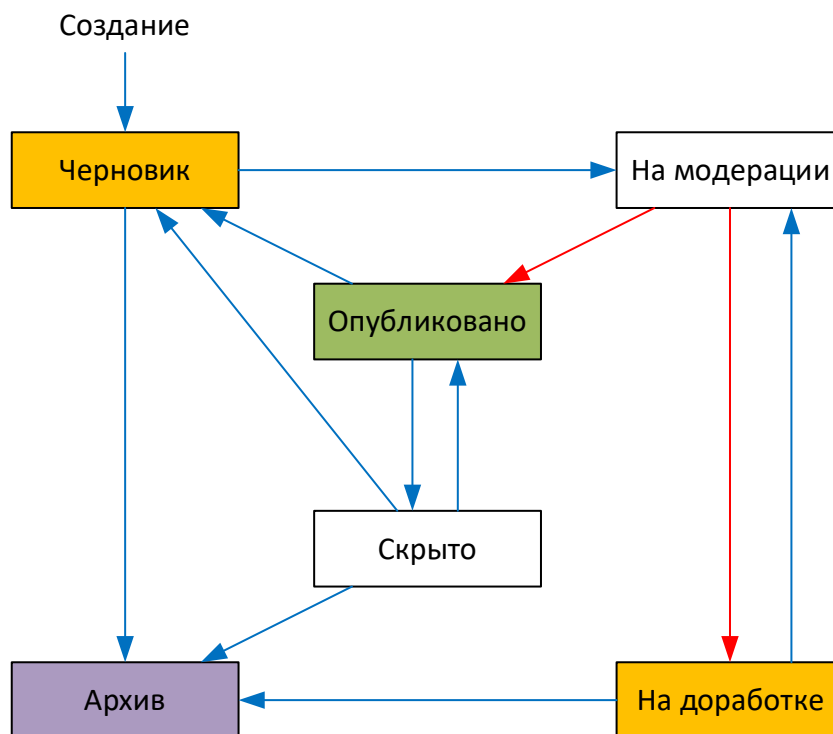 Создание
Черновик
На модерации
Опубликовано
Скрыто
Архив
На доработке